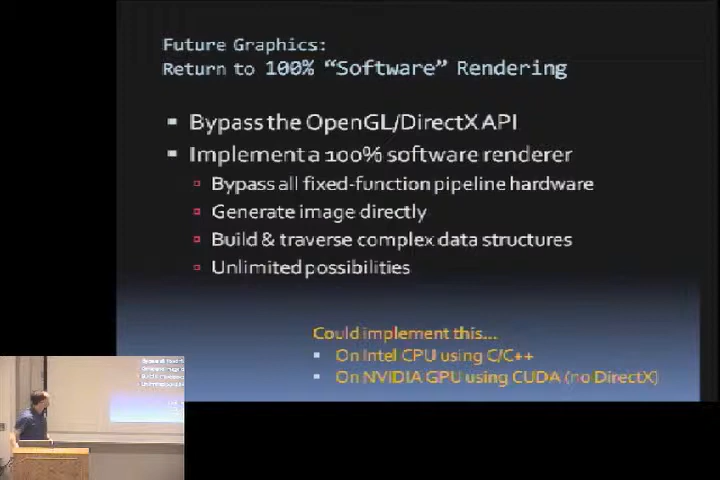 Future Graphics:
Return to 100% “Software” Rendering
Bypass the OpenGL/DirectX API
Implement a 100% software renderer
Bypass all fixed-function pipeline hardware
Generate image directly
Build & traverse complex data structures
Unlimited possibilities
Could implement this...
On Intel CPU using C/C++
On NVIDIA GPU using CUDA (no DirectX)